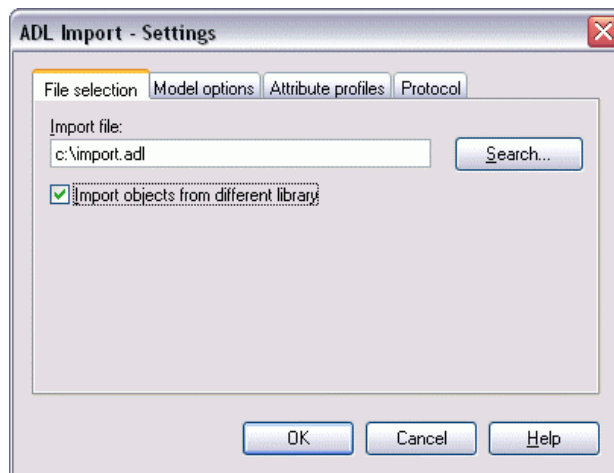 ADL Import - Settings
File selection Model options Attribute profiles Protocol
Import file:
c:\import.adl Search...
Import objects from different library
OK Cancel Help